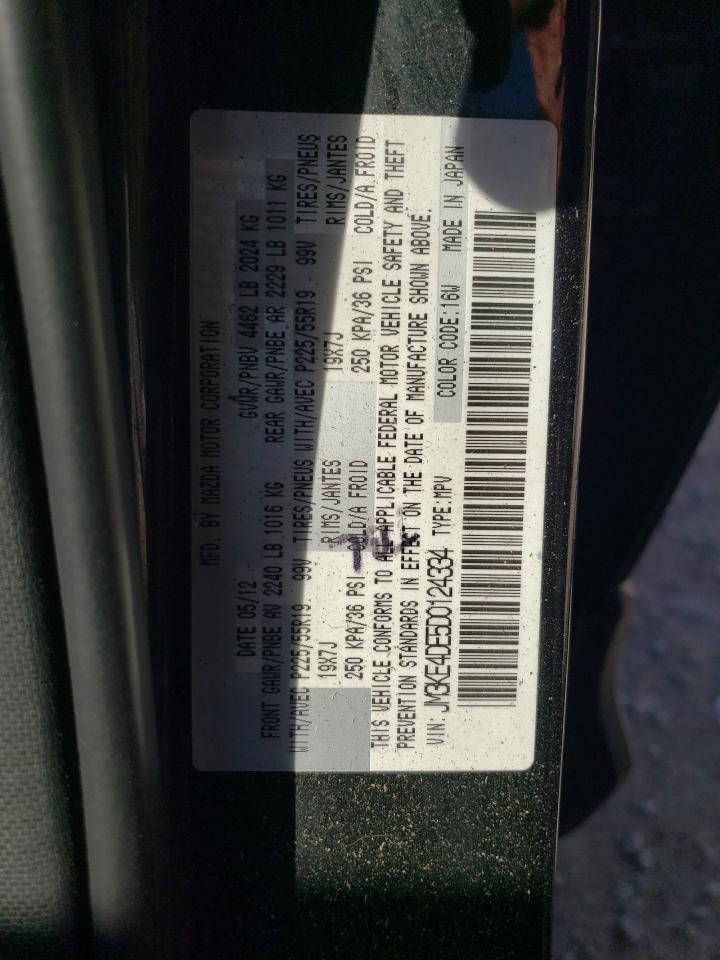 MFD. BY MAZDA MOTOR CORPORATION
DATE 05/12 GVWR/PNBV 4462 LB 2024 KG
FRONT GAWR/PNBE AV 2240 LB 1016 KG REAR GAWR/PNBE AR 2229 LB 1011 KG
WITH/AVEC P225/55R19 99V TIRES/PNEUS WITH/AVEC P225/55R19 99V TIRES/PNEUS
19X7J RIMS/JANTES 19X7J RIMS/JANTES
250 KPA/36 PSI COLD/A FROID 250 KPA/36 PSI COLD/A FROID
THIS VEHICLE CONFORMS TO ALL APPLICABLE FEDERAL MOTOR VEHICLE SAFETY AND THEFT
PREVENTION STANDARDS IN EFFECT ON THE DATE OF MANUFACTURE SHOWN ABOVE.
VIN: JM3KE4DE5D0124334 TYPE:MPV COLOR CODE:16W MADE IN JAPAN